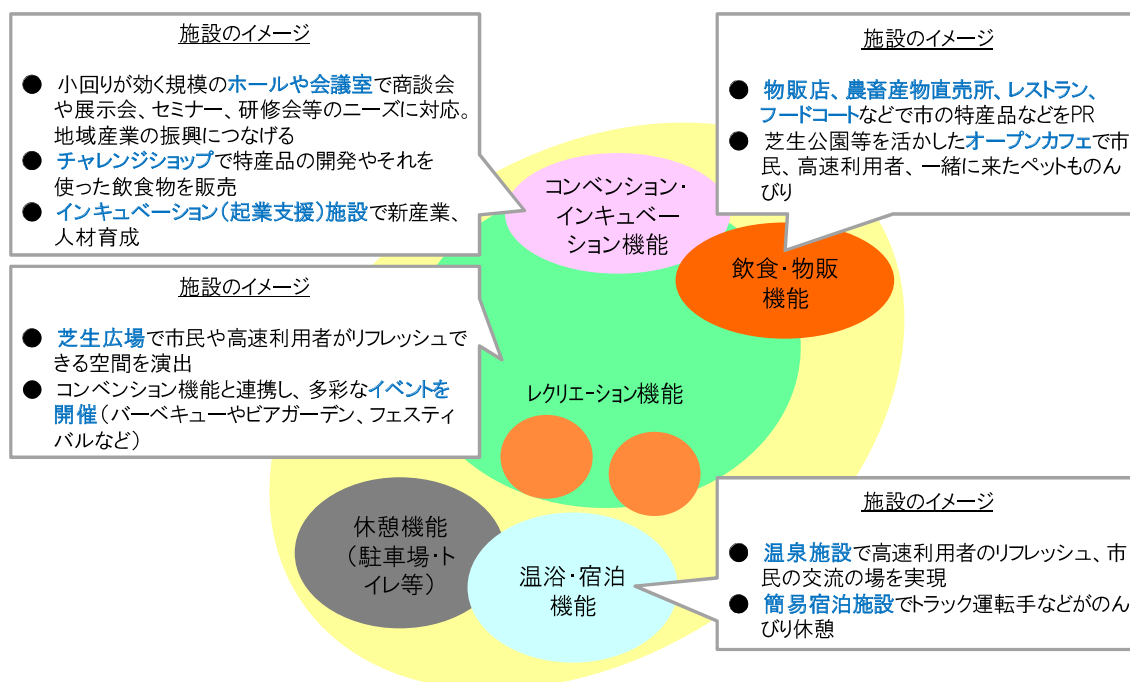 施設のイメージ
● 小回りが効く規模のホールや会議室で商談会
や展示会、セミナー、研修会等のニーズに対応。
地域産業の振興につなげる
● チャレンジショップで特産品の開発やそれを
使った飲食物を販売
● インキュベーション（起業支援）施設で新産業、
人材育成
施設のイメージ
● 物販店、農畜産物直売所、レストラン、
フードコートなどで市の特産品などをPR
● 芝生公園等を活かしたオープンカフェで市
民、高速利用者、一緒に来たペットものん
びり
コンベンション・
インキュベー
ション機能
飲食・物販
機能
施設のイメージ
● 芝生広場で市民や高速利用者がリフレッシュで
きる空間を演出
● コンベンション機能と連携し、多彩なイベントを
開催（バーベキューやビアガーデン、フェスティ
バルなど）
レクリエーション機能
休憩機能
（駐車場・ト
イレ等）
温浴・宿泊
機能
施設のイメージ
● 温泉施設で高速利用者のリフレッシュ、市
民の交流の場を実現
● 簡易宿泊施設でトラック運転手などがのん
びり休憩